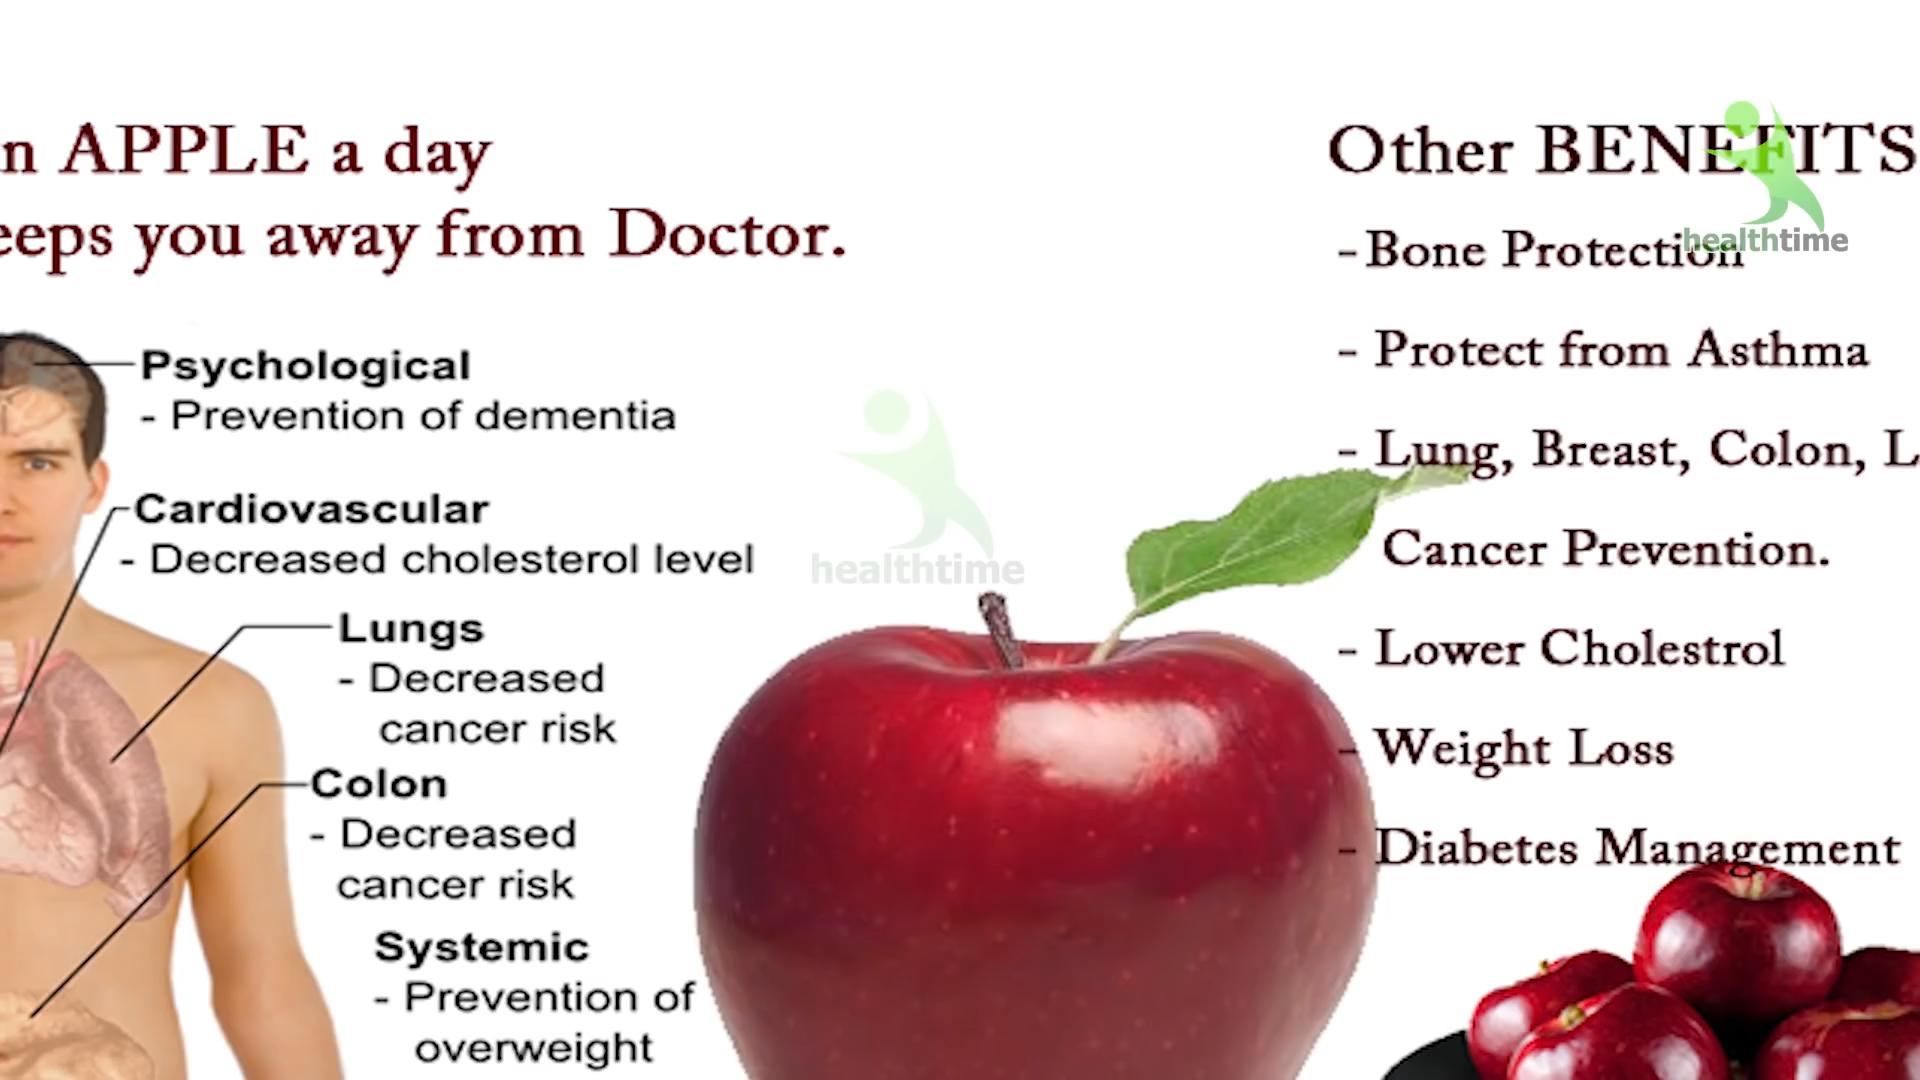 n APPLE a day
eeps you away from Doctor.
Psychological
- Prevention of dementia
Cardiovascular
- Decreased cholesterol level
Lungs
- Decreased
cancer risk
Colon
- Decreased
cancer risk
Systemic
- Prevention of
overweight
healthtime
Other BENEFITS
- Bone Protection
- Protect from Asthma
- Lung, Breast, Colon, L
Cancer Prevention.
- Lower Cholestrol
- Weight Loss
- Diabetes Management
healthtime